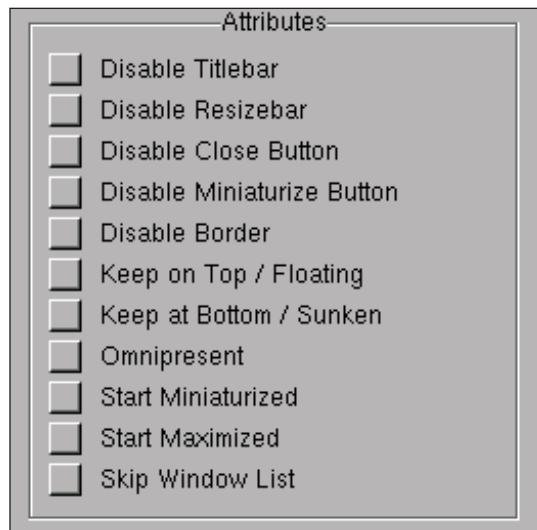 Attributes
Disable Titlebar
Disable Resizebar
Disable Close Button
Disable Miniaturize Button
Disable Border
Keep on Top / Floating
Keep at Bottom / Sunken
Omnipresent
Start Miniaturized
Start Maximized
Skip Window List